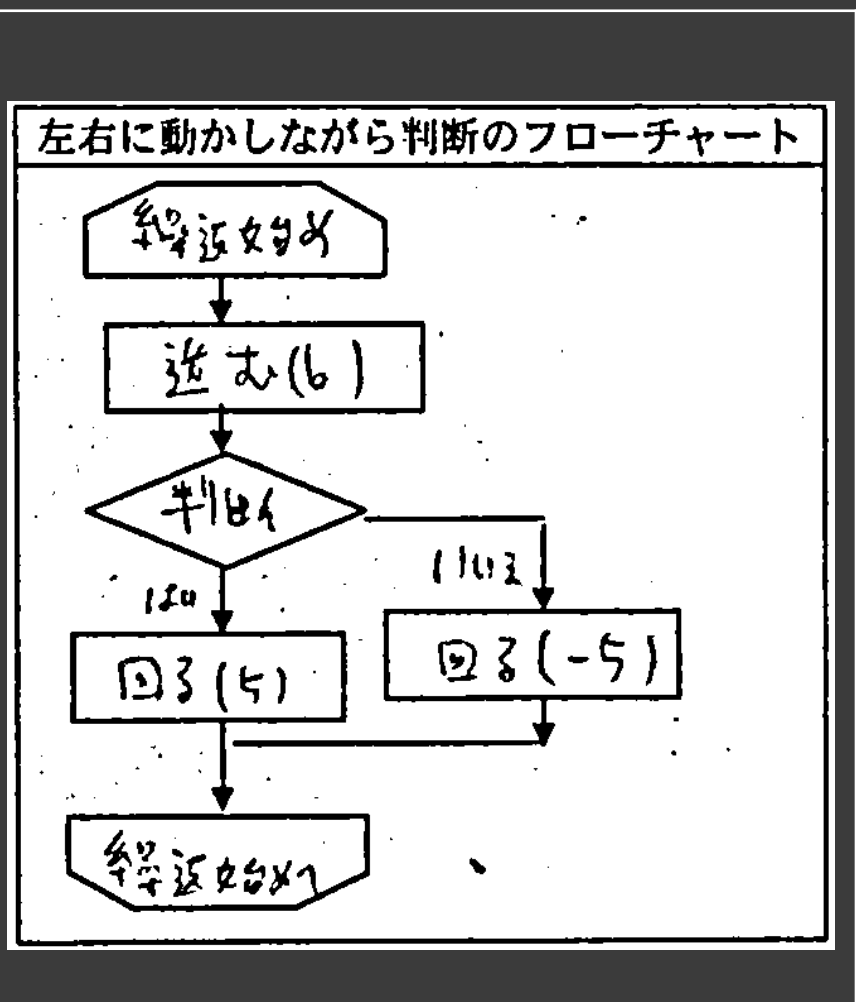 左右に動かしながら判断のフローチャート
繰返始め
進む(6)
判断
はい
いいえ
回る(5)
回る(-5)
繰返始めへ